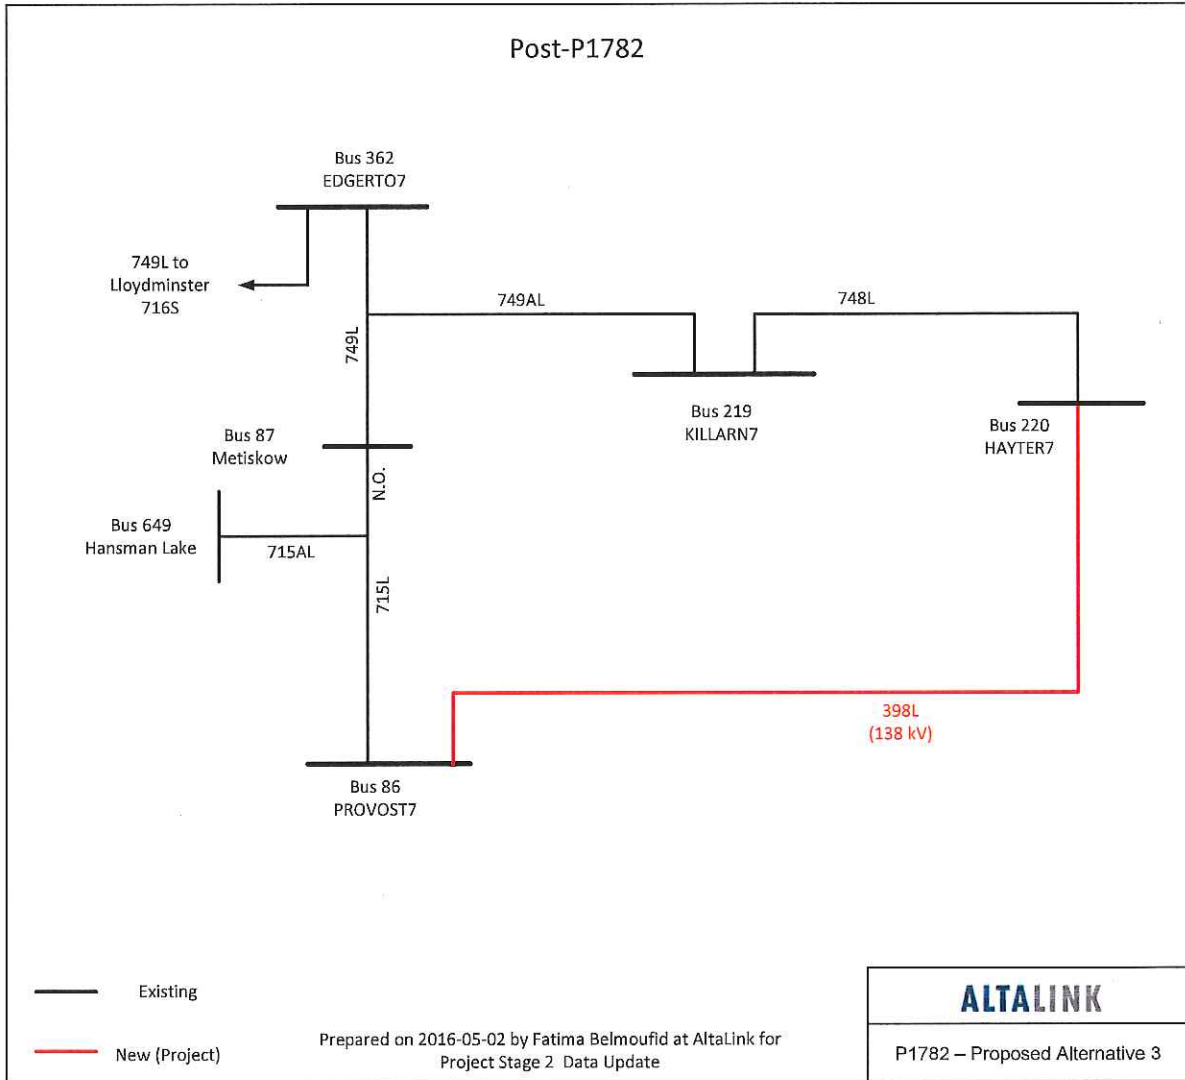 Post-P1782
Bus 362
EDGERTO7
749L to
Lloydminster
716S
749AL
748L
749L
Bus 219
KILLARN7
Bus 220
HAYTER7
Bus 87
Metiskow
N.O.
Bus 649
Hansman Lake
715AL
715L
398L
(138 kV)
Bus 86
PROVOST7
Existing
New (Project)
Prepared on 2016-05-02 by Fatima Belmoufid at AltaLink for
Project Stage 2 Data Update
ALTALINK
P1782 – Proposed Alternative 3